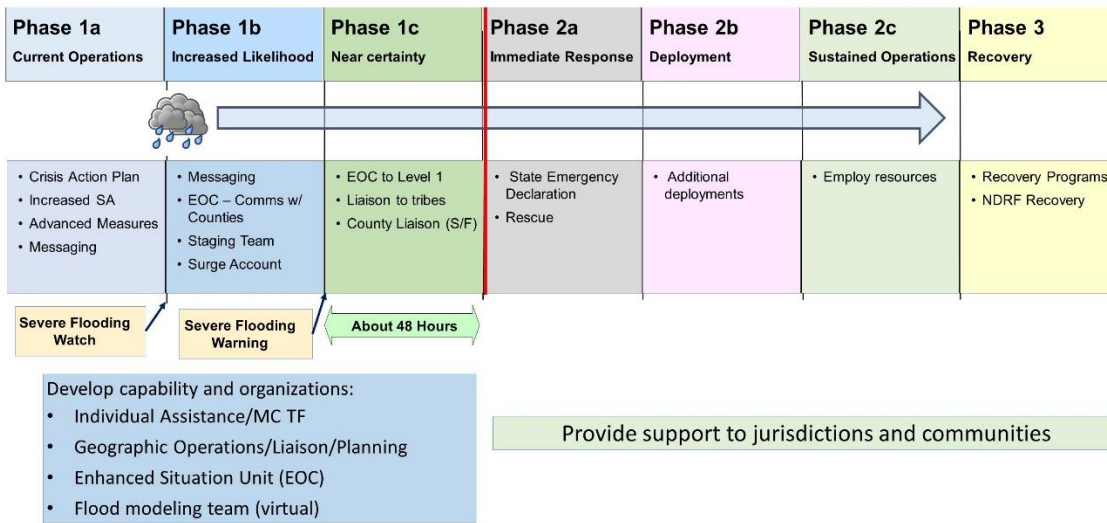 Phase 1a
Current Operations
Phase 1b
Increased Likelihood
Phase 1c
Near certainty
Phase 2a
Immediate Response
Phase 2b
Deployment
Phase 2c
Sustained Operations
Phase 3
Recovery
• Crisis Action Plan
• Increased SA
• Advanced Measures
• Messaging
• Messaging
• EOC – Comms w/
Counties
• Staging Team
• Surge Account
• EOC to Level 1
• Liaison to tribes
• County Liaison (S/F)
• State Emergency
Declaration
• Rescue
• Additional
deployments
• Employ resources
• Recovery Programs
• NDRF Recovery
Severe Flooding
Watch
Severe Flooding
Warning
About 48 Hours
Develop capability and organizations:
• Individual Assistance/MC TF
• Geographic Operations/Liaison/Planning
• Enhanced Situation Unit (EOC)
• Flood modeling team (virtual)
Provide support to jurisdictions and communities